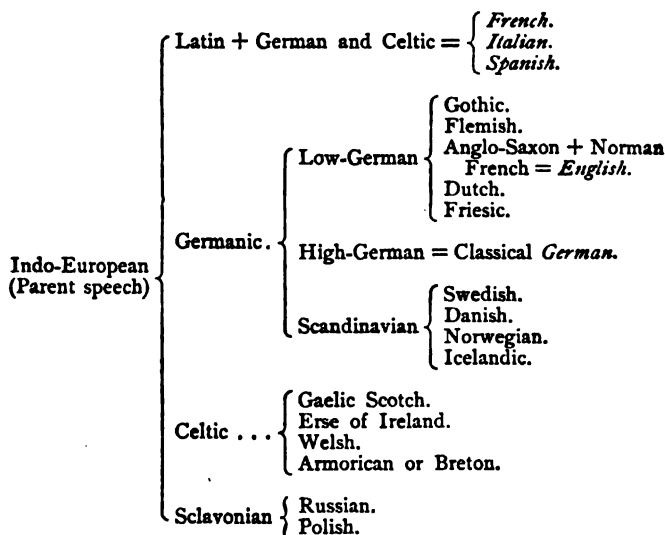 Latin + German and Celtic =
French.
Italian.
Spanish.
Indo-European
(Parent speech)
Germanic.
Low-German
Gothic.
Flemish.
Anglo-Saxon + Norman
French = English.
Dutch.
Friesic.
High-German = Classical German.
Scandinavian
Swedish.
Danish.
Norwegian.
Icelandic.
Celtic ...
Gaelic Scotch.
Erse of Ireland.
Welsh.
Armorican or Breton.
Sclavonian
Russian.
Polish.